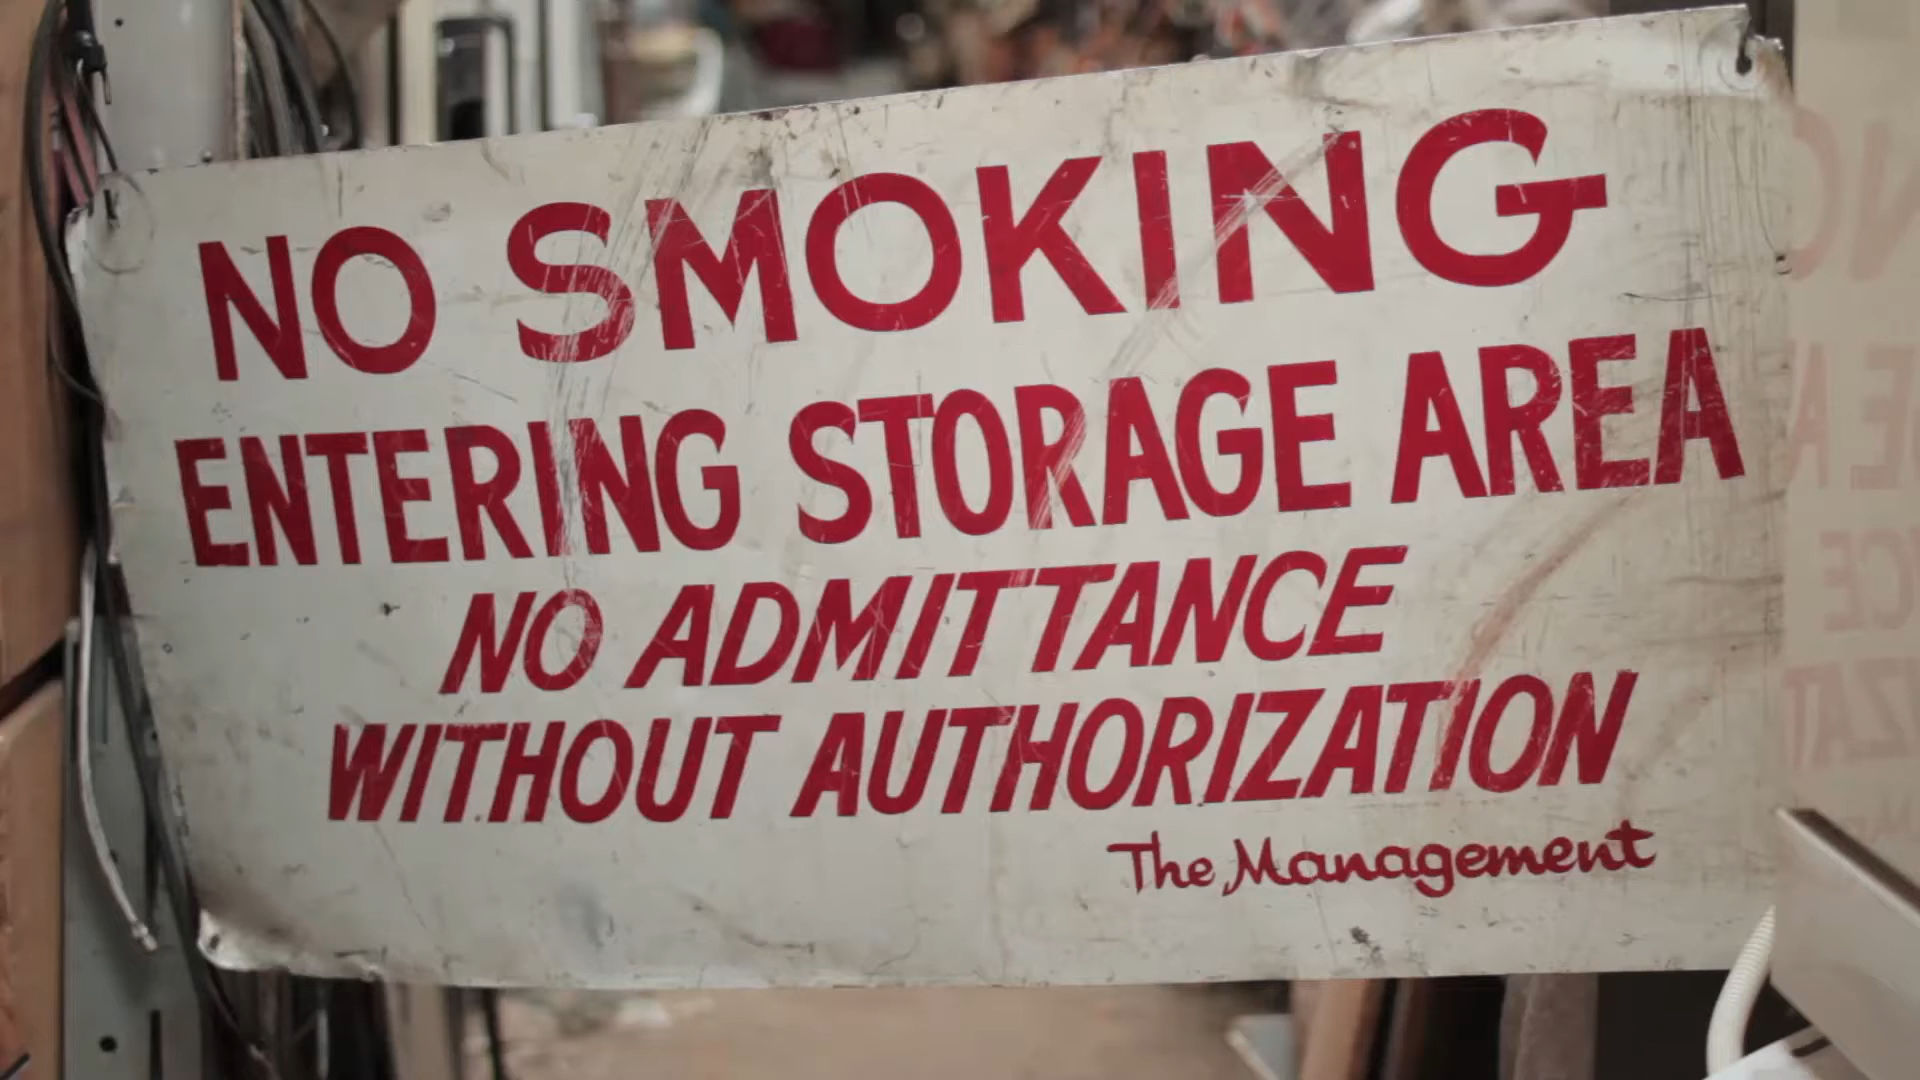 NO SMOKING
ENTERING STORAGE AREA
NO ADMITTANCE
WITHOUT AUTHORIZATION
The Management